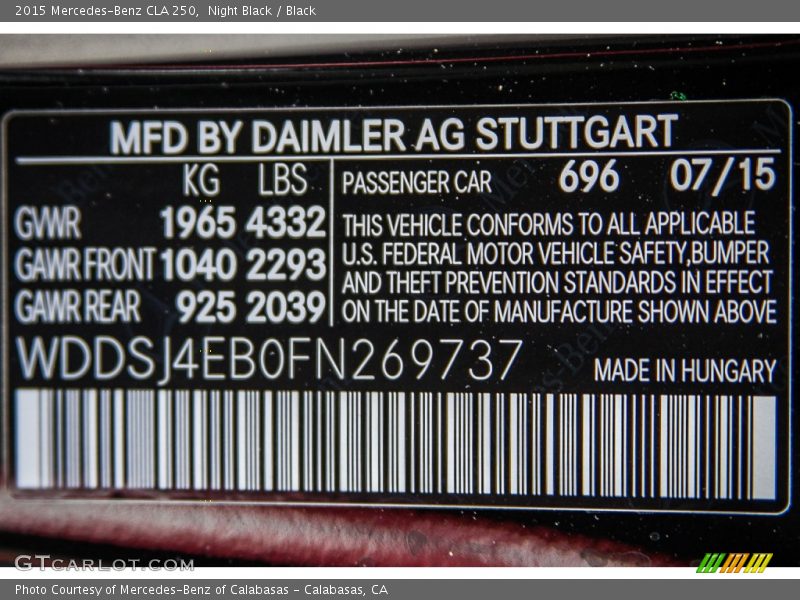 2015 Mercedes-Benz CLA 250,  Night Black / Black
MFD BY DAIMLER AG STUTTGART
KG LBS
GWR 1965 4332
GAWR FRONT 1040 2293
GAWR REAR 925 2039
PASSENGER CAR 696 07/15
THIS VEHICLE CONFORMS TO ALL APPLICABLE
U.S. FEDERAL MOTOR VEHICLE SAFETY,BUMPER
AND THEFT PREVENTION STANDARDS IN EFFECT
ON THE DATE OF MANUFACTURE SHOWN ABOVE
WDDSJ4EB0FN269737
MADE IN HUNGARY
GTcarlot.com
Photo Courtesy of Mercedes-Benz of Calabasas - Calabasas, CA